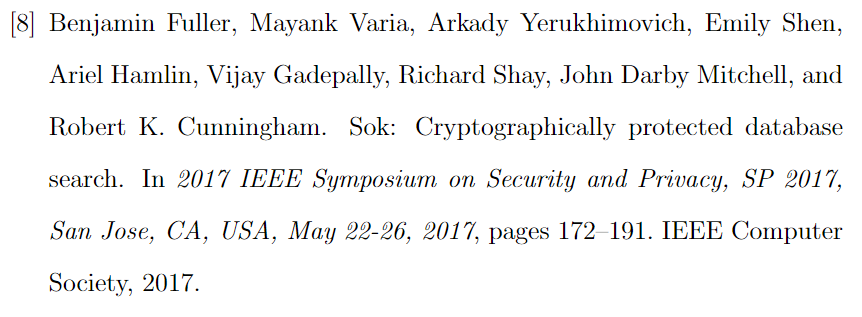 [8] Benjamin Fuller, Mayank Varia, Arkady Yerukhimovich, Emily Shen,
Ariel Hamlin, Vijay Gadepally, Richard Shay, John Darby Mitchell, and
Robert K. Cunningham. Sok: Cryptographically protected database
search. In 2017 IEEE Symposium on Security and Privacy, SP 2017,
San Jose, CA, USA, May 22-26, 2017, pages 172–191. IEEE Computer
Society, 2017.